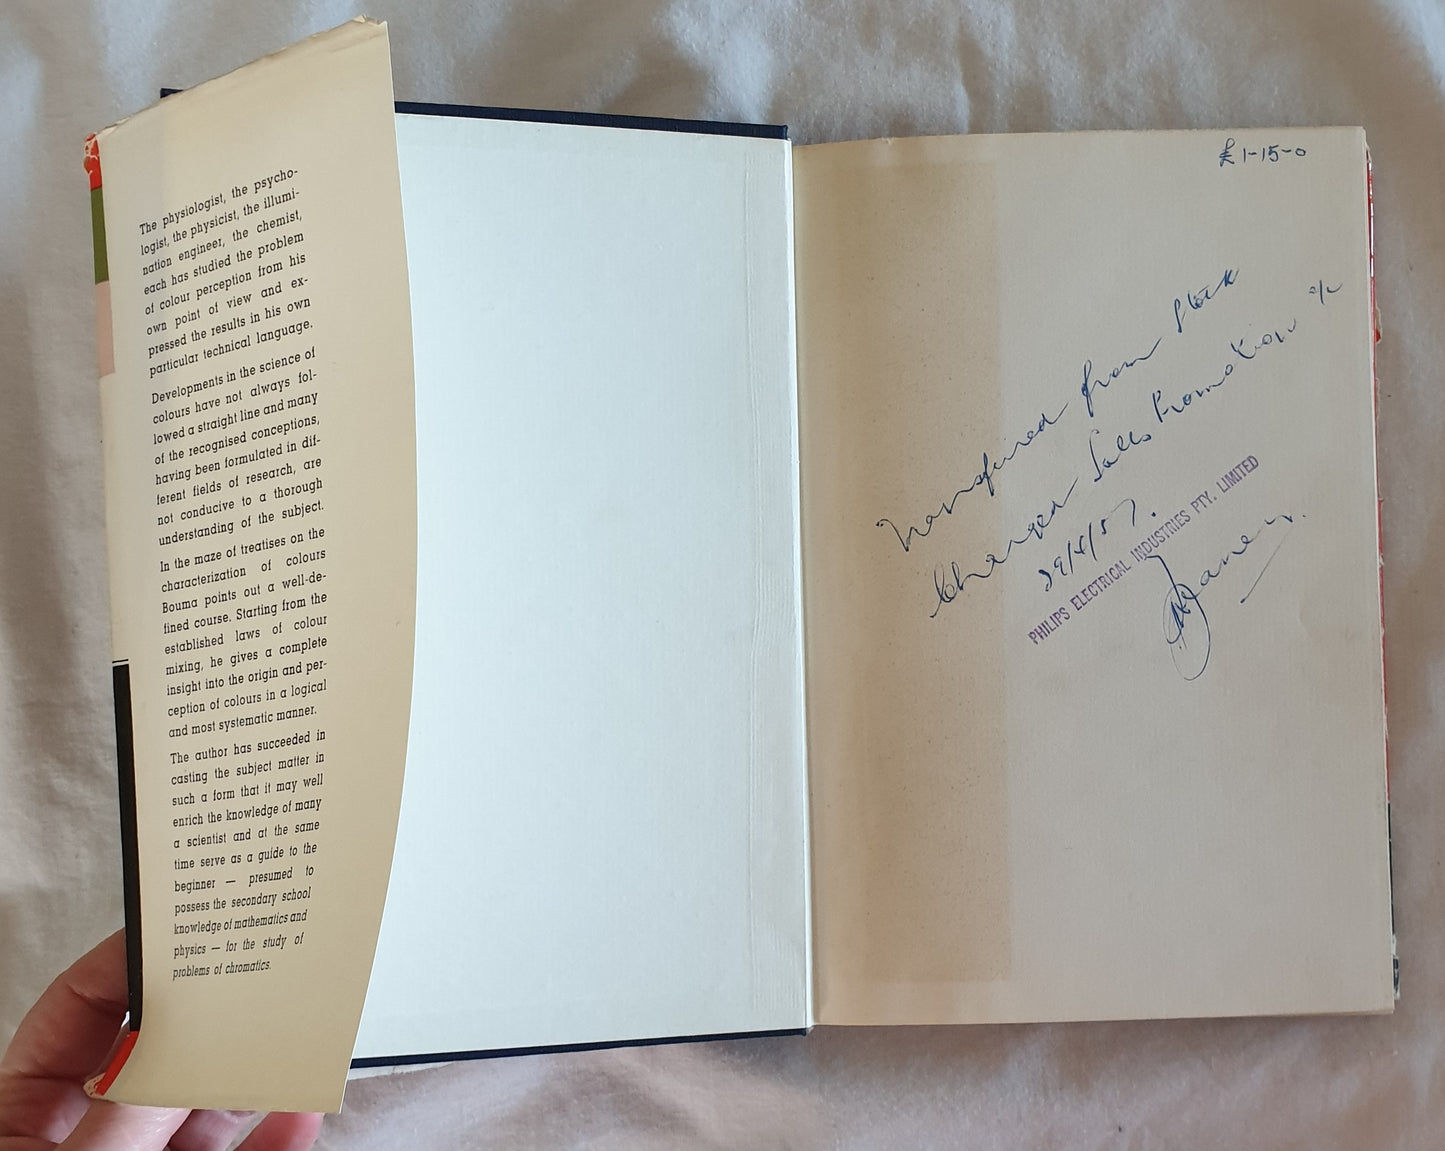 The physiologist, the psycho-
logist, the physicist, the illumi-
nation engineer, the chemist,
each has studied the problem
of colour perception from his
own point of view and ex-
pressed the results in his own
particular technical language.
Developments in the science of
colours have not always fol-
lowed a straight line and many
of the recognised conceptions,
having been formulated in dif-
ferent fields of research, are
not conducive to a thorough
understanding of the subject.
In the maze of treatises on the
characterization of colours
Bouma points out a well-de-
fined course. Starting from the
established laws of colour
mixing, he gives a complete
insight into the origin and per-
ception of colours in a logical
and most systematic manner.
The author has succeeded in
casting the subject matter in
such a form that it may well
enrich the knowledge of many
a scientist and at the same
time serve as a guide to the
beginner — presumed to
possess the secondary school
knowledge of mathematics and
physics — for the study of
problems of chromatics.
£1-15-0
Transferred from Stock
Charged Sales Promotion a/c
29/4/57.
PHILIPS ELECTRICAL INDUSTRIES PTY. LIMITED